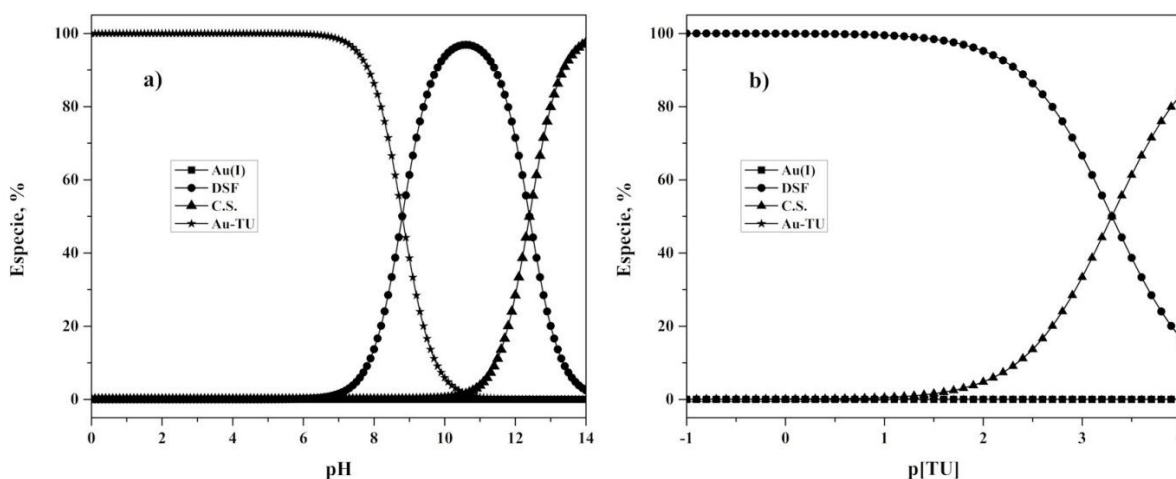 a)
Especie, %
100
80
60
40
20
0
Au(I)
DSF
C.S.
Au-TU
0 2 4 6 8 10 12 14
pH
b)
Especie, %
100
80
60
40
20
0
Au(I)
DSF
C.S.
Au-TU
-1 0 1 2 3
p[TU]